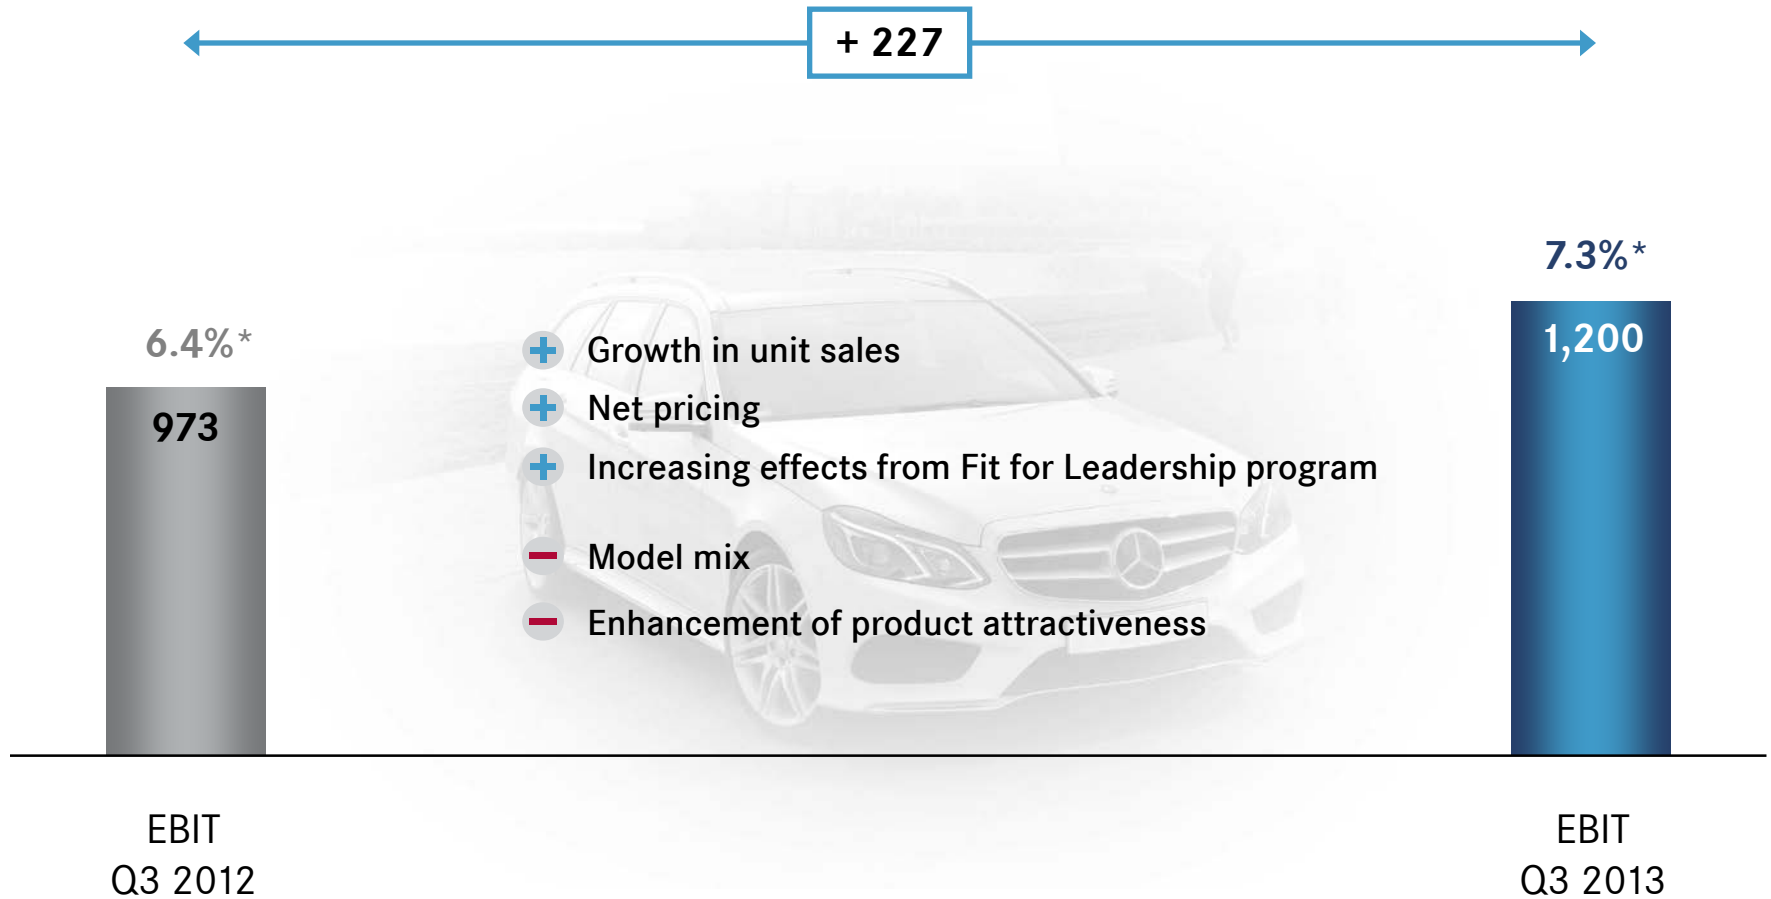 + 227
7.3%*
6.4%*
1,200
973
Growth in unit sales
Net pricing
Increasing effects from Fit for Leadership program
Model mix
Enhancement of product attractiveness
EBIT
Q3 2012
EBIT
Q3 2013